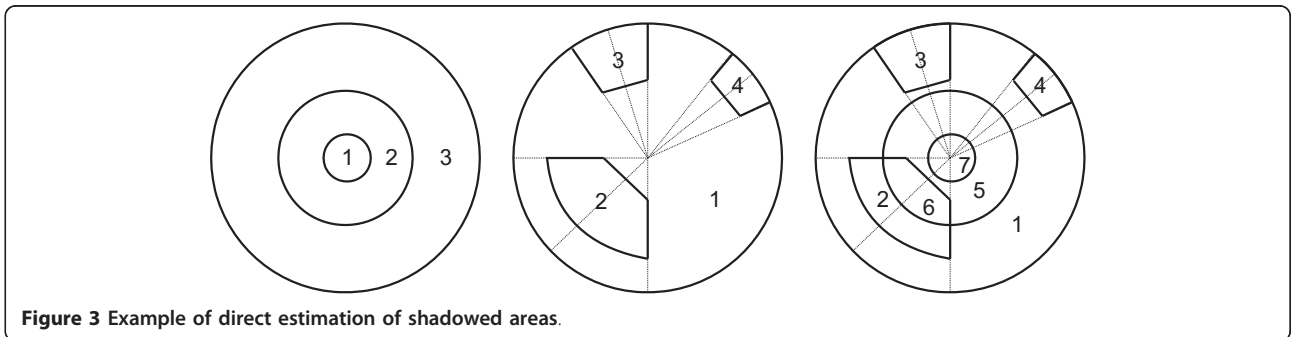 1 2 3
3 4 2 1
3 4 7 5 2 6 1
Figure 3 Example of direct estimation of shadowed areas.